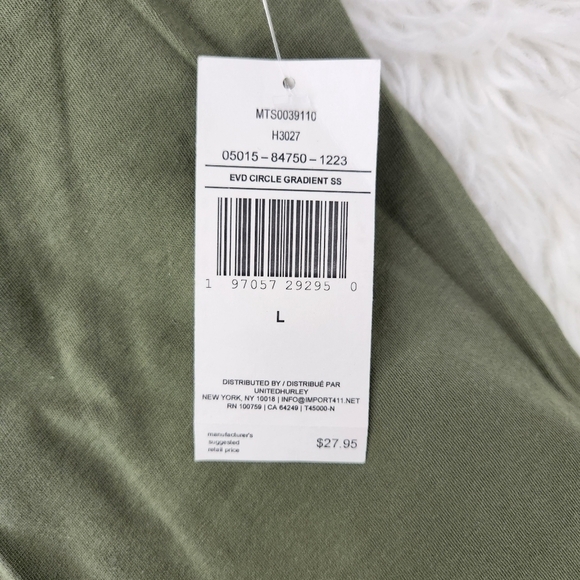 MTS0039110
H3027
05015-84750-1223
EVD CIRCLE GRADIENT SS
1 97057 29295 0
L
DISTRIBUTED BY / DISTRIBUÉ PAR
UNITEDHURLEY
NEW YORK, NY 10018 | INFO@IMPORT411.NET
RN 100759 | CA 64249 | T45000-N
manufacturer's
suggested
retail price
$27.95